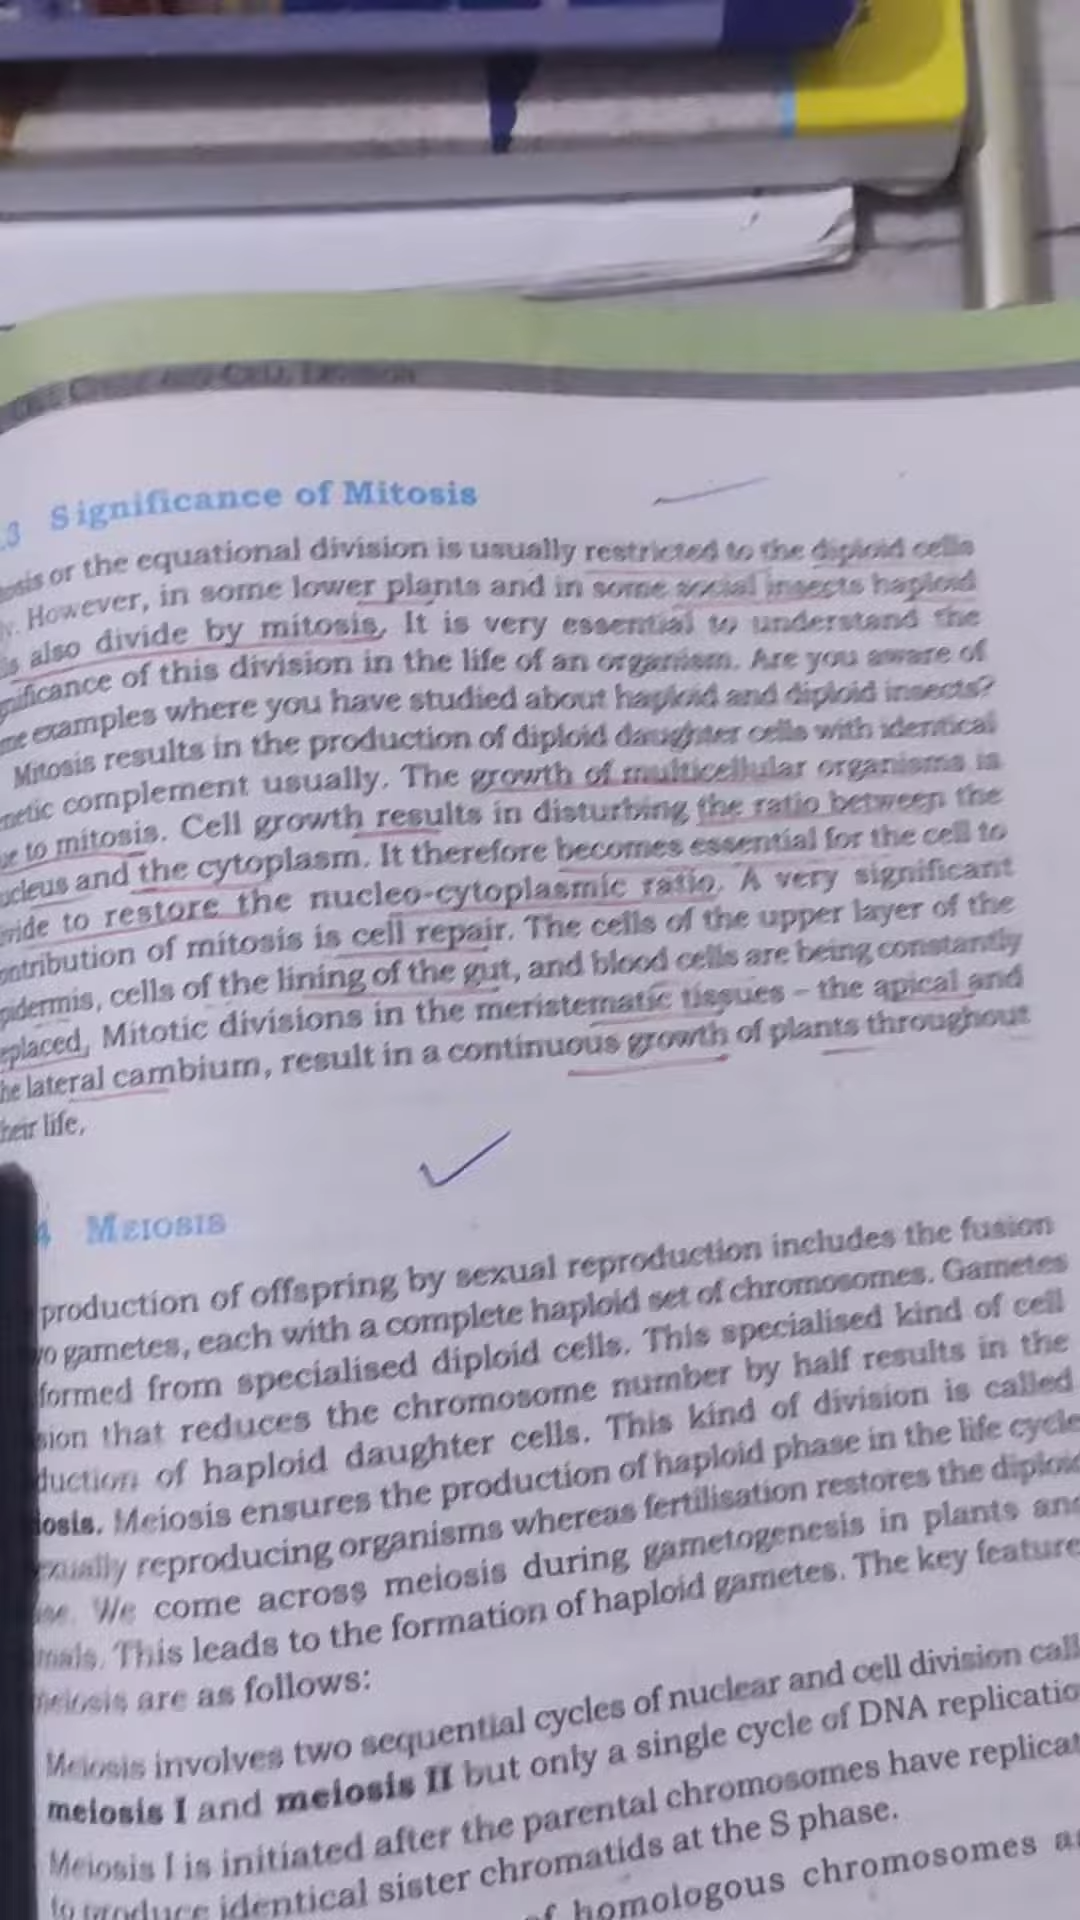 CELL CYCLE AND CELL DIVISION
.3 Significance of Mitosis
or the equational division is usually restricted to the diploid cells
However, in some lower plants and in some social insects haploid
also divide by mitosis. It is very essential to understand the
of this division in the life of an organism. Are you aware of
examples where you have studied about haploid and diploid insects?
Mitosis results in the production of diploid daughter cells with identical
complement usually. The growth of multicellular organisms is
to mitosis. Cell growth results in disturbing the ratio between the
and the cytoplasm. It therefore becomes essential for the cell to
to restore the nucleo-cytoplasmic ratio. A very significant
of mitosis is cell repair. The cells of the upper layer of the
cells of the lining of the gut, and blood cells are being constantly
Mitotic divisions in the meristematic tissues – the apical and
lateral cambium, result in a continuous growth of plants throughout
life.
4 MEIOSIS
production of offspring by sexual reproduction includes the fusion
gametes, each with a complete haploid set of chromosomes. Gametes
formed from specialised diploid cells. This specialised kind of cell
that reduces the chromosome number by half results in the
of haploid daughter cells. This kind of division is called
Meiosis ensures the production of haploid phase in the life cycle
reproducing organisms whereas fertilisation restores the
We come across meiosis during gametogenesis in plants
This leads to the formation of haploid gametes. The key
are as follows:
Meiosis involves two sequential cycles of nuclear and cell division
meiosis I and meiosis II but only a single cycle of DNA
Meiosis I is initiated after the parental chromosomes have
to produce identical sister chromatids at the S phase.
of homologous chromosomes